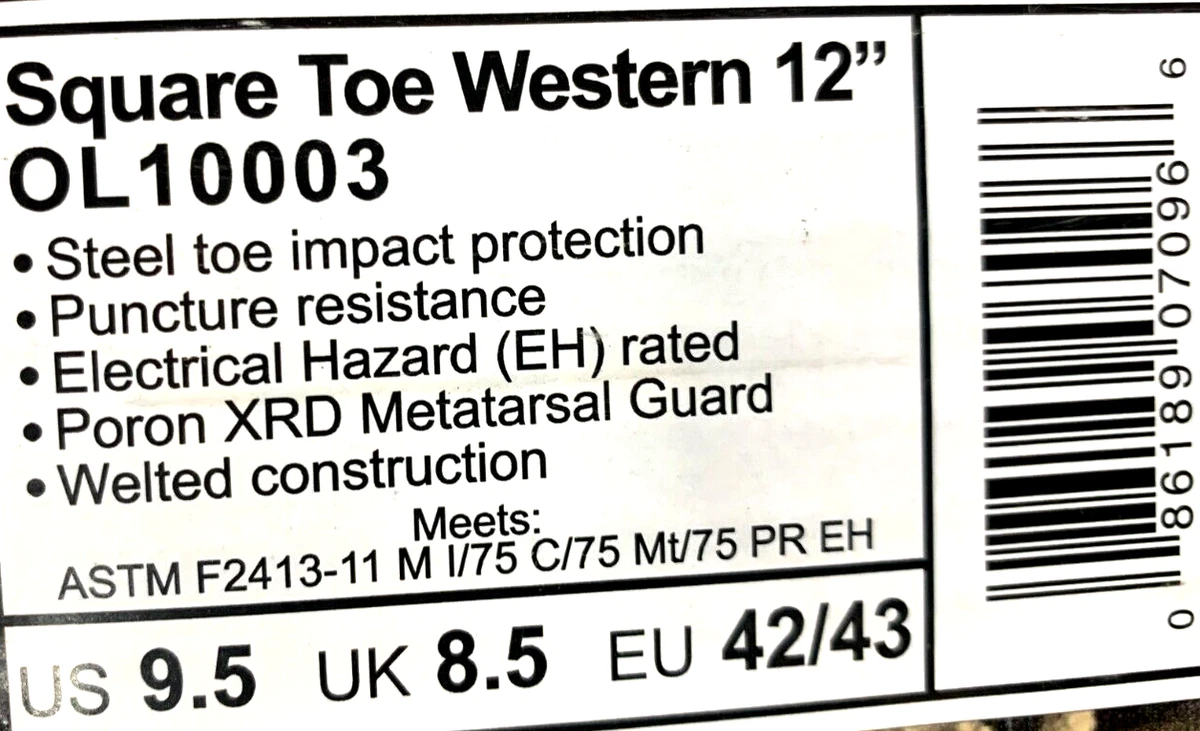 Square Toe Western 12”
OL10003
• Steel toe impact protection
• Puncture resistance
• Electrical Hazard (EH) rated
• Poron XRD Metatarsal Guard
• Welted construction
Meets:
ASTM F2413-11 M I/75 C/75 Mt/75 PR EH
US 9.5 UK 8.5 EU 42/43
0 86189 07096 6